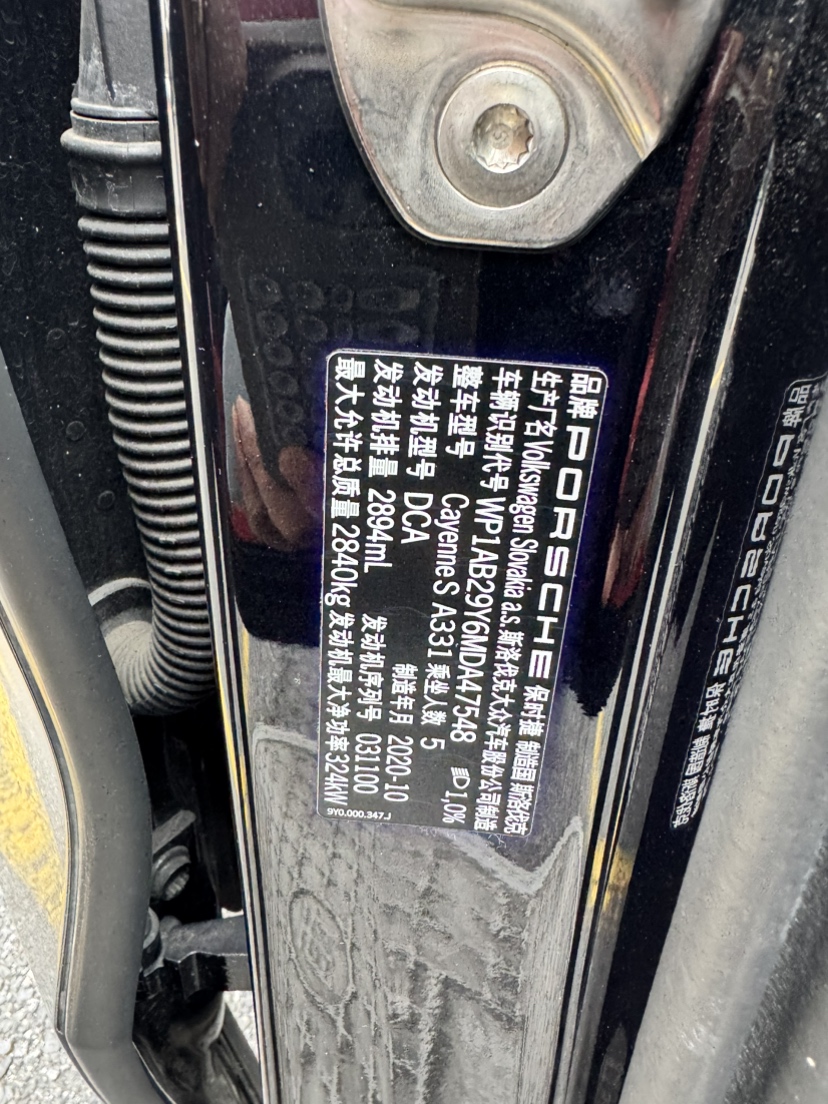 品牌 PORSCHE 保时捷 制造国 斯洛伐克
生产厂名 Volkswagen Slovakia a.s. 斯洛伐克大众汽车股份公司制造
车辆识别代号 WP1AB29Y6MDA47548
整车型号 Cayenne S A331 乘坐人数 5 1,0%
发动机型号 DCA 制造年月 2020-10
发动机排量 2894mL 发动机序列号 031100
最大允许总质量 2840kg 发动机最大净功率 324kW
9Y0.000.347.J